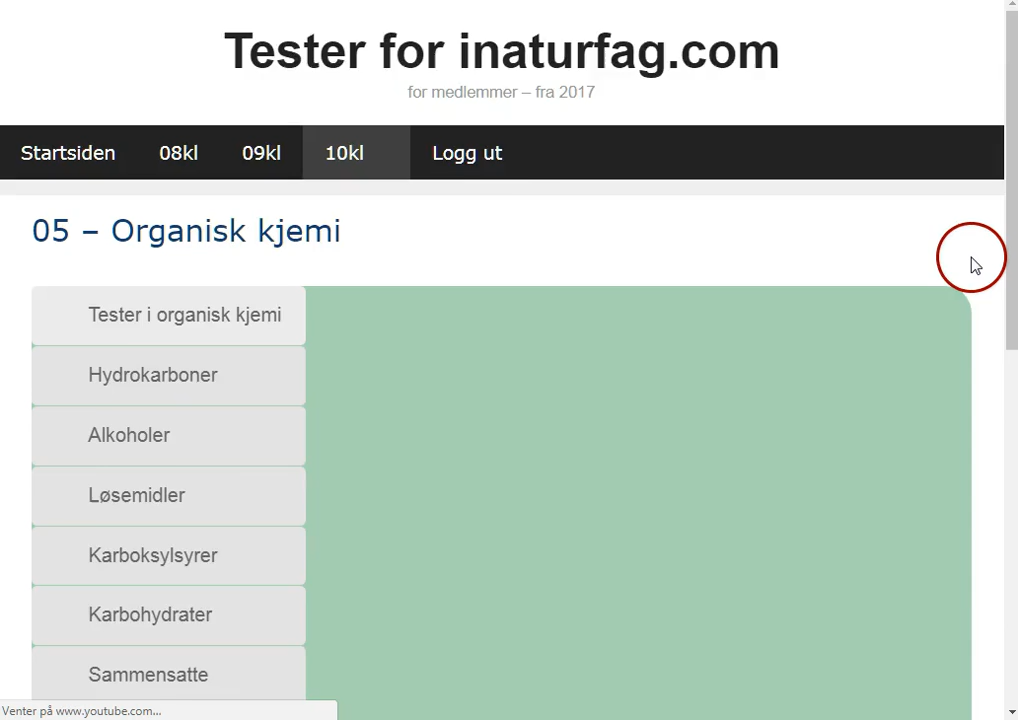 Tester for inaturfag.com
for medlemmer – fra 2017
Startsiden 08kl 09kl 10kl Logg ut
05 – Organisk kjemi
Tester i organisk kjemi
Hydrokarboner
Alkoholer
Løsemidler
Karboksylsyrer
Karbohydrater
Sammensatte
Venter på www.youtube.com...